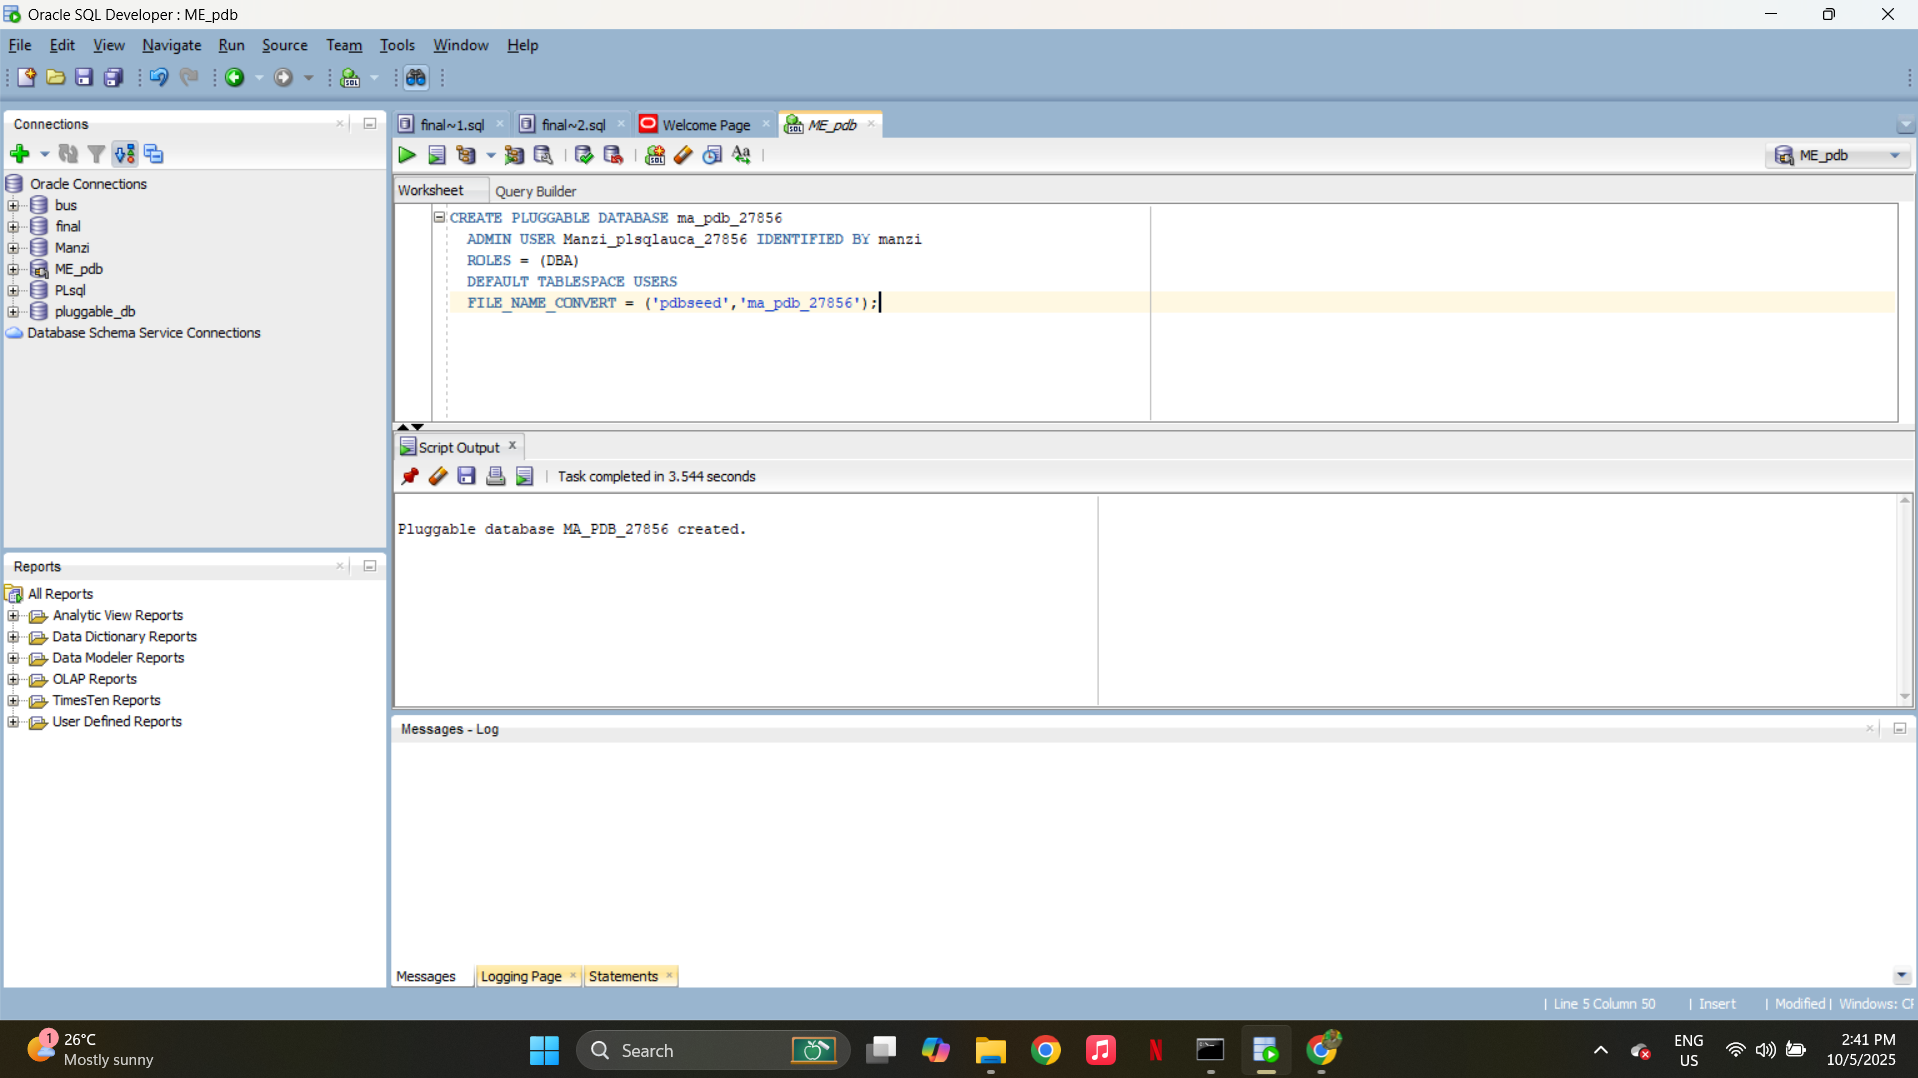 Oracle SQL Developer : ME_pdb
File Edit View Navigate Run Source Team Tools Window Help
Connections
Oracle Connections
bus
final
Manzi
ME_pdb
PLsql
pluggable_db
Database Schema Service Connections
Reports
All Reports
Analytic View Reports
Data Dictionary Reports
Data Modeler Reports
OLAP Reports
TimesTen Reports
User Defined Reports
final~1.sql final~2.sql Welcome Page ME_pdb
ME_pdb
Worksheet Query Builder
CREATE PLUGGABLE DATABASE ma_pdb_27856
ADMIN USER Manzi_plsqlauca_27856 IDENTIFIED BY manzi
ROLES = (DBA)
DEFAULT TABLESPACE USERS
FILE_NAME_CONVERT = ('pdbseed','ma_pdb_27856');
Script Output
Task completed in 3.544 seconds
Pluggable database MA_PDB_27856 created.
Messages - Log
Messages Logging Page Statements
Line 5 Column 50 | Insert | Modified | Windows: CF
1 26°C
Mostly sunny
Search
ENG
US
2:41 PM
10/5/2025